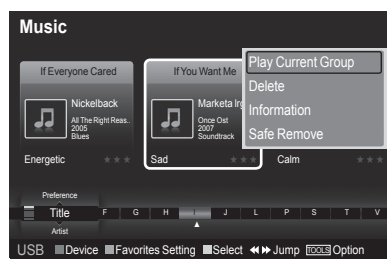 Music
If Everyone Cared
Nickelback
All The Right Reas..
2005
Blues
Energetic
If You Want Me
Marketa Irg
Once Ost
2007
Soundtrack
Sad
Calm
Play Current Group
Delete
Information
Safe Remove
Preference
Title F G H I J L P S T V
Artist
USB Device Favorites Setting Select Jump TOOLS Option